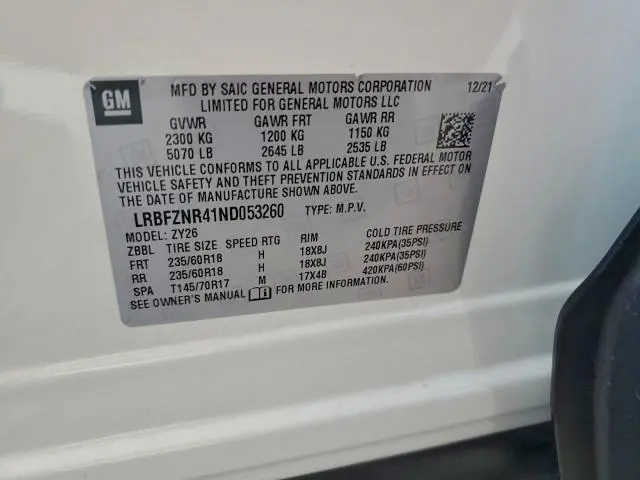 GM
MFD BY SAIC GENERAL MOTORS CORPORATION 12/21
LIMITED FOR GENERAL MOTORS LLC
GVWR GAWR FRT GAWR RR
2300 KG 1200 KG 1150 KG
5070 LB 2645 LB 2535 LB
THIS VEHICLE CONFORMS TO ALL APPLICABLE U.S. FEDERAL MOTOR
VEHICLE SAFETY AND THEFT PREVENTION STANDARDS IN EFFECT ON
THE DATE OF MANUFACTURE SHOWN ABOVE.
LRBFZNR41ND053260 TYPE: M.P.V.
MODEL: ZY26
ZBBL TIRE SIZE SPEED RTG RIM COLD TIRE PRESSURE
FRT 235/60R18 H 18X8J 240KPA(35PSI)
RR 235/60R18 H 18X8J 240KPA(35PSI)
SPA T145/70R17 M 17X4B 420KPA(60PSI)
SEE OWNER'S MANUAL FOR MORE INFORMATION.